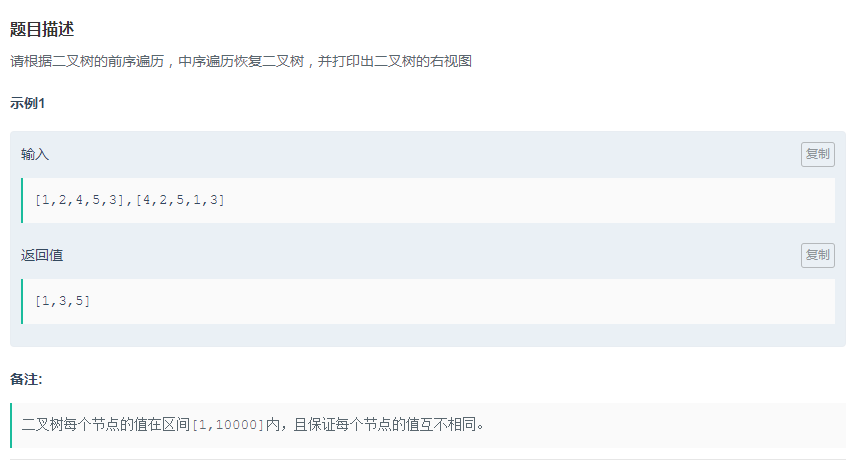 题目描述
请根据二叉树的前序遍历，中序遍历恢复二叉树，并打印出二叉树的右视图
示例1
输入
复制
[1,2,4,5,3],[4,2,5,1,3]
返回值
复制
[1,3,5]
备注:
二叉树每个节点的值在区间[1,10000]内，且保证每个节点的值互不相同。